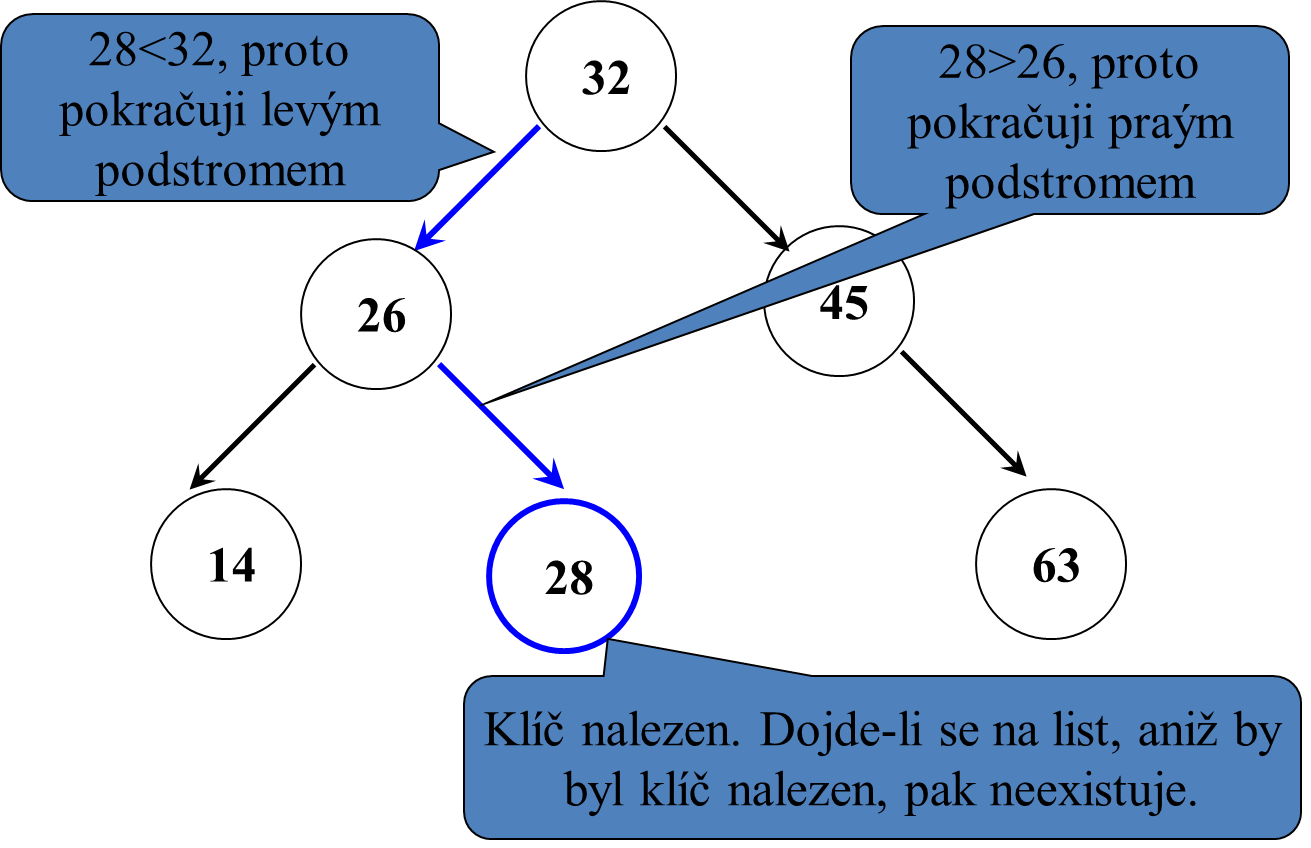 28<32, proto
pokračuji levým
podstromem
32
28>26, proto
pokračuji praým
podstromem
26
45
14
28
63
Klíč nalezen. Dojde-li se na list, aniž by
byl klíč nalezen, pak neexistuje.